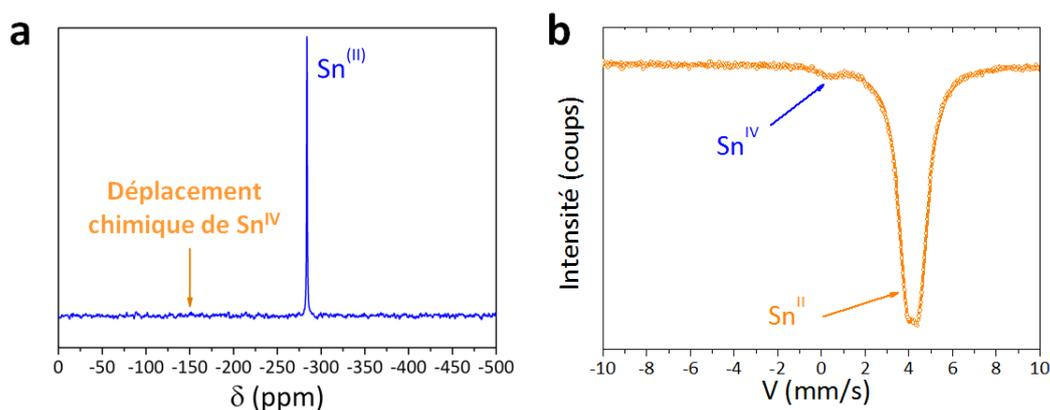 a
Sn(II)
Déplacement
chimique de SnIV
0 -50 -100 -150 -200 -250 -300 -350 -400 -450 -500
δ (ppm)
b
Intensité (coups)
SnIV
SnII
-10 -8 -6 -4 -2 0 2 4 6 8 10
V (mm/s)